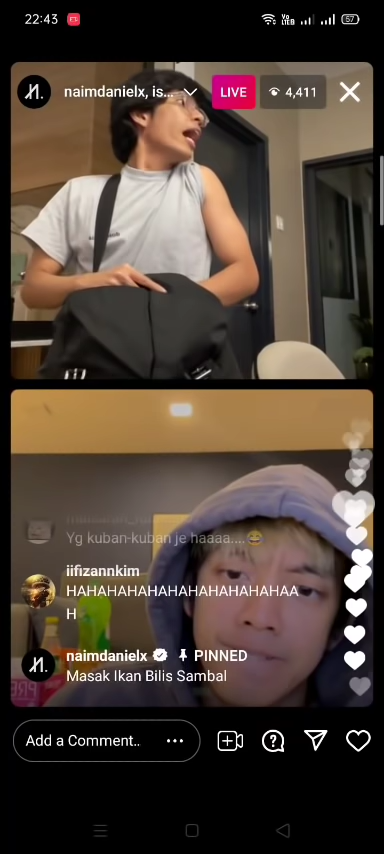 22:43
57
naimdanielx, is...
LIVE
4,411
Yg kuban-kuban je haaaa....😂
iifizannkim
HAHAHAHAHAHAHAHAHAHAHAA
H
naimdanielx PINNED
Masak Ikan Bilis Sambal
Add a Comment..